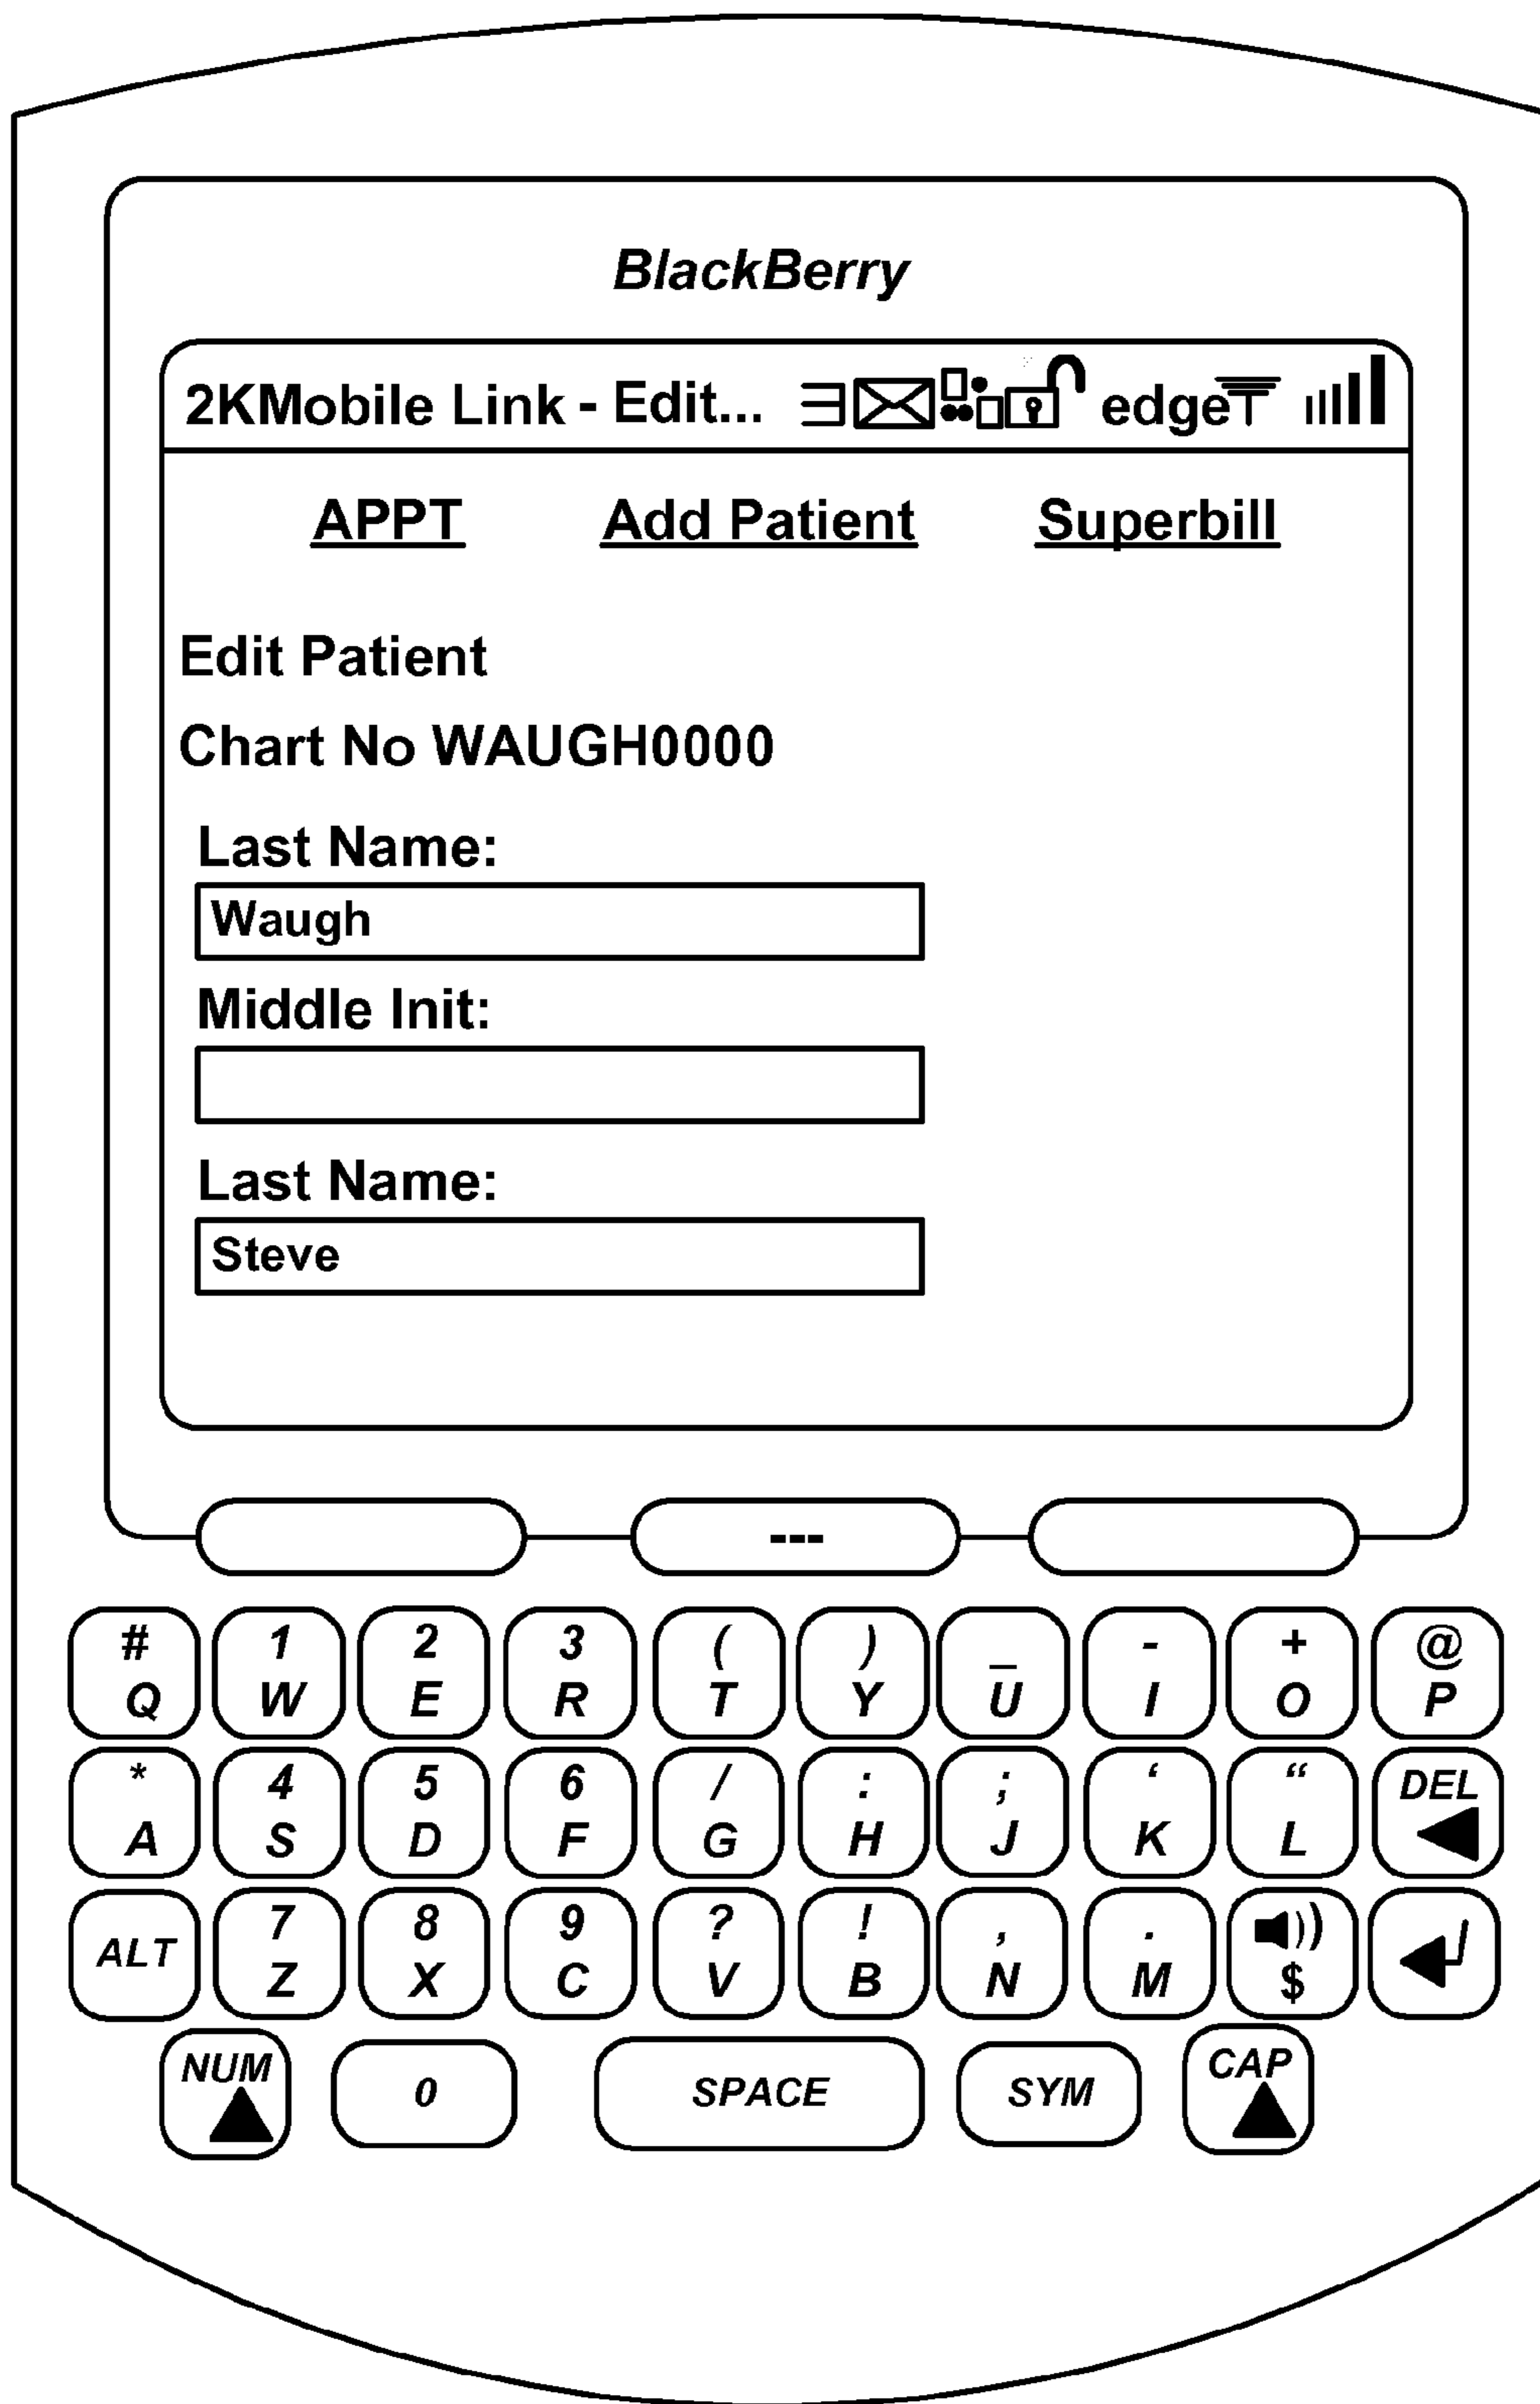 BlackBerry
2KMobile Link - Edit... edge
APPT Add Patient Superbill
Edit Patient
Chart No WAUGH0000
Last Name:
Waugh
Middle Init:
Last Name:
Steve
---
# 1 2 3 ( ) _ - + @
Q W E R T Y U I O P
* 4 5 6 / : ; ‘ “ DEL
A S D F G H J K L
ALT 7 8 9 ? ! , .
Z X C V B N M $
NUM 0 SPACE SYM CAP